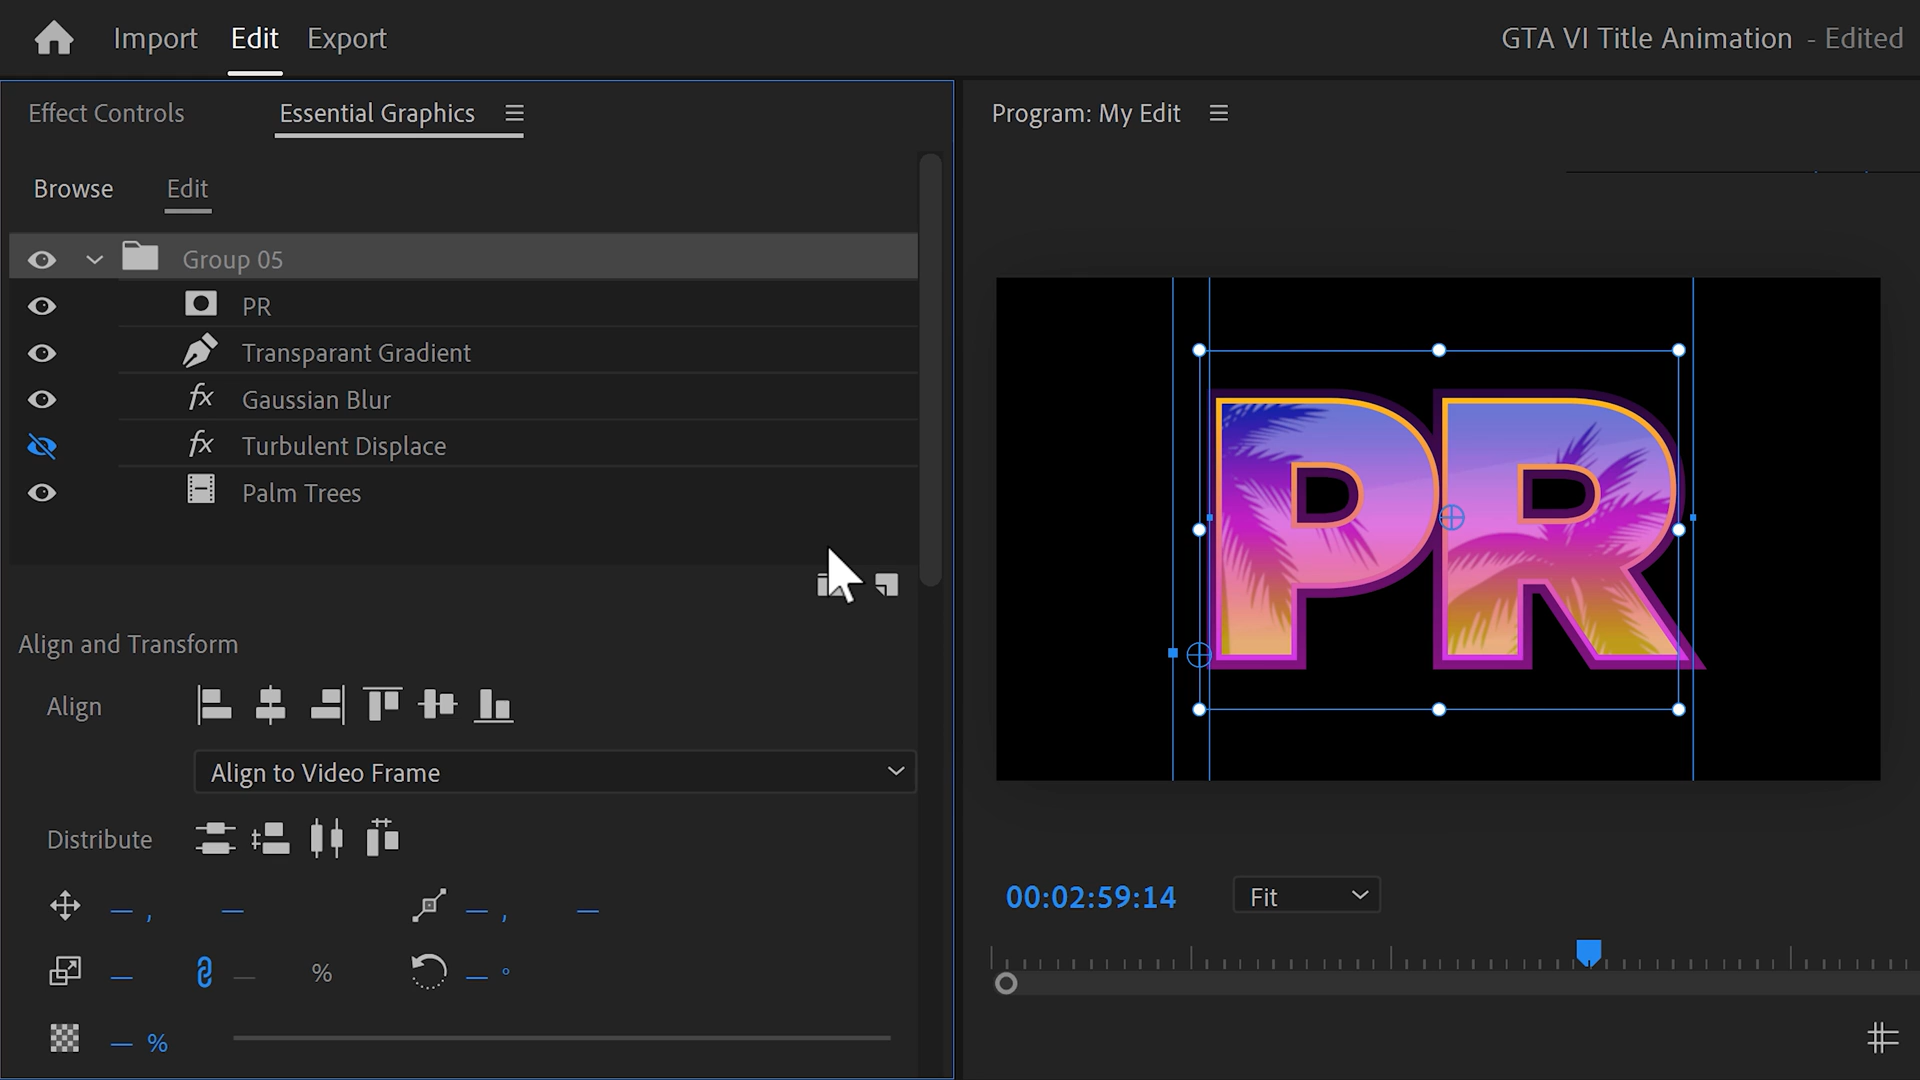 Import Edit Export
GTA VI Title Animation - Edited
Effect Controls Essential Graphics
Program: My Edit
Browse Edit
Group 05
PR
Transparant Gradient
fx Gaussian Blur
fx Turbulent Displace
Palm Trees
PR
Align and Transform
Align
Align to Video Frame
Distribute
00:02:59:14 Fit
— , — — , —
— — % — °
— %